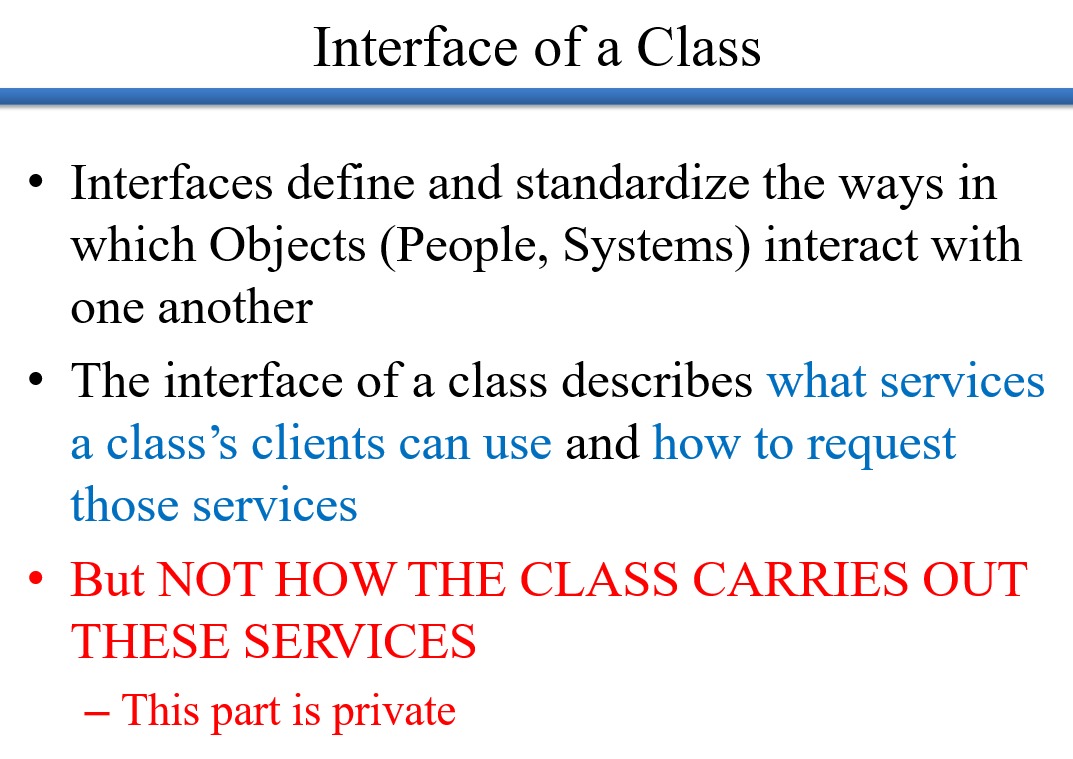 Interface of a Class
• Interfaces define and standardize the ways in
which Objects (People, Systems) interact with
one another
• The interface of a class describes what services
a class’s clients can use and how to request
those services
• But NOT HOW THE CLASS CARRIES OUT
THESE SERVICES
– This part is private